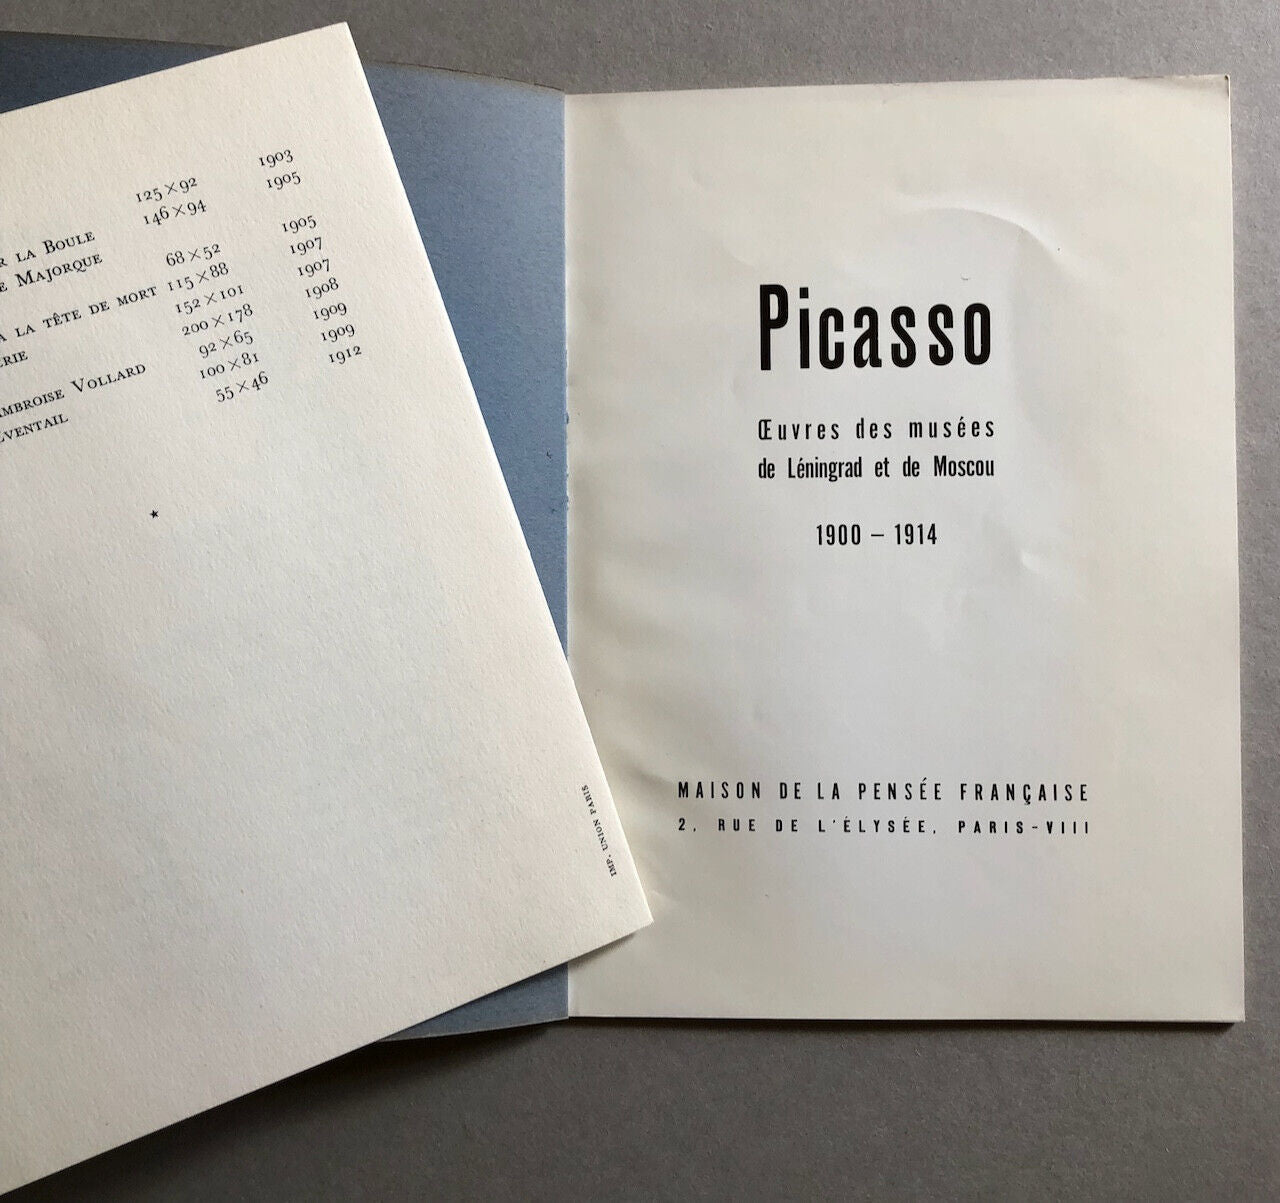 125×92 1903
R LA BOULE 146×94 1905
E MAJORQUE
68×52 1905
À LA TÊTE DE MORT 115×88 1907
ERIE 152×101 1907
200×178 1908
MBROISE VOLLARD 92×65 1909
VENTAIL 100×81 1909
55×46 1912
IMP. UNION PARIS
Picasso
Œuvres des musées
de Léningrad et de Moscou
1900 – 1914
MAISON DE LA PENSÉE FRANÇAISE
2, RUE DE L'ÉLYSÉE, PARIS-VIII